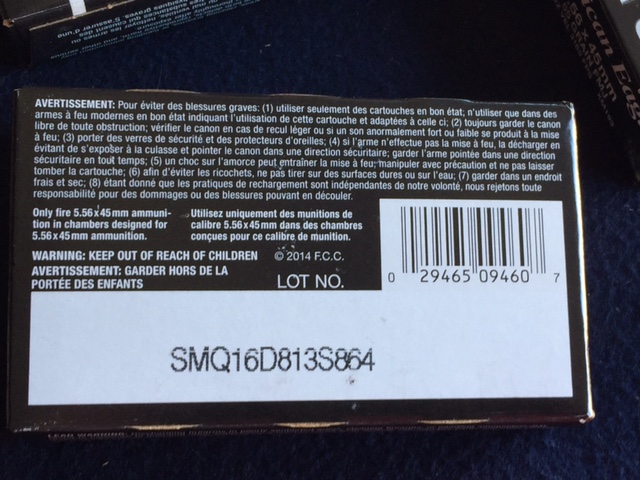 AVERTISSEMENT: Pour éviter des blessures graves: (1) utiliser seulement des cartouches en bon état; n'utiliser que dans des
armes à feu modernes en bon état indiquant l'utilisation de cette cartouche et adaptées à celle ci; (2) toujours garder le canon
libre de toute obstruction; vérifier le canon en cas de recul léger ou si un son anormalement fort ou faible se produit à la mise
à feu; (3) porter des verres de sécurité et des protecteurs d'oreilles; (4) si l'arme n'effectue pas la mise à feu, la décharger en
évitant de s'exposer à la culasse et pointer le canon dans une direction sécuritaire; garder l'arme pointée dans une direction
sécuritaire en tout temps; (5) un choc sur l'amorce peut entraîner la mise à feu; manipuler avec précaution et ne pas laisser
tomber la cartouche; (6) afin d'éviter les ricochets, ne pas tirer sur des surfaces dures ou sur l'eau; (7) garder dans un endroit
frais et sec; (8) étant donné que les pratiques de rechargement sont indépendantes de notre volonté, nous rejetons toute
responsabilité pour des dommages ou des blessures pouvant en découler.
Only fire 5.56x45mm ammuni-
tion in chambers designed for
5.56x45mm ammunition.
Utilisez uniquement des munitions de
calibre 5.56x45mm dans des chambres
conçues pour ce calibre de munition.
WARNING: KEEP OUT OF REACH OF CHILDREN
© 2014 F.C.C.
AVERTISSEMENT: GARDER HORS DE LA
PORTÉE DES ENFANTS
LOT NO.
0 29465 09460 7
SMQ16D813S864